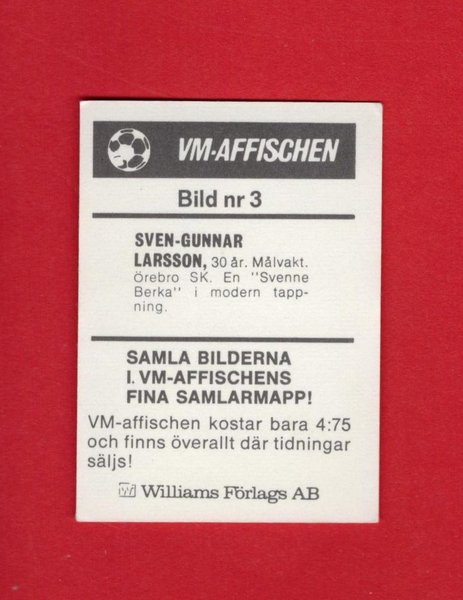 VM-AFFISCHEN
Bild nr 3
SVEN-GUNNAR
LARSSON, 30 år. Målvakt.
Örebro SK. En "Svenne
Berka" i modern tapp-
ning.
SAMLA BILDERNA
I. VM-AFFISCHENS
FINA SAMLARMAPP!
VM-affischen kostar bara 4:75
och finns överallt där tidningar
säljs!
Wf Williams Förlags AB